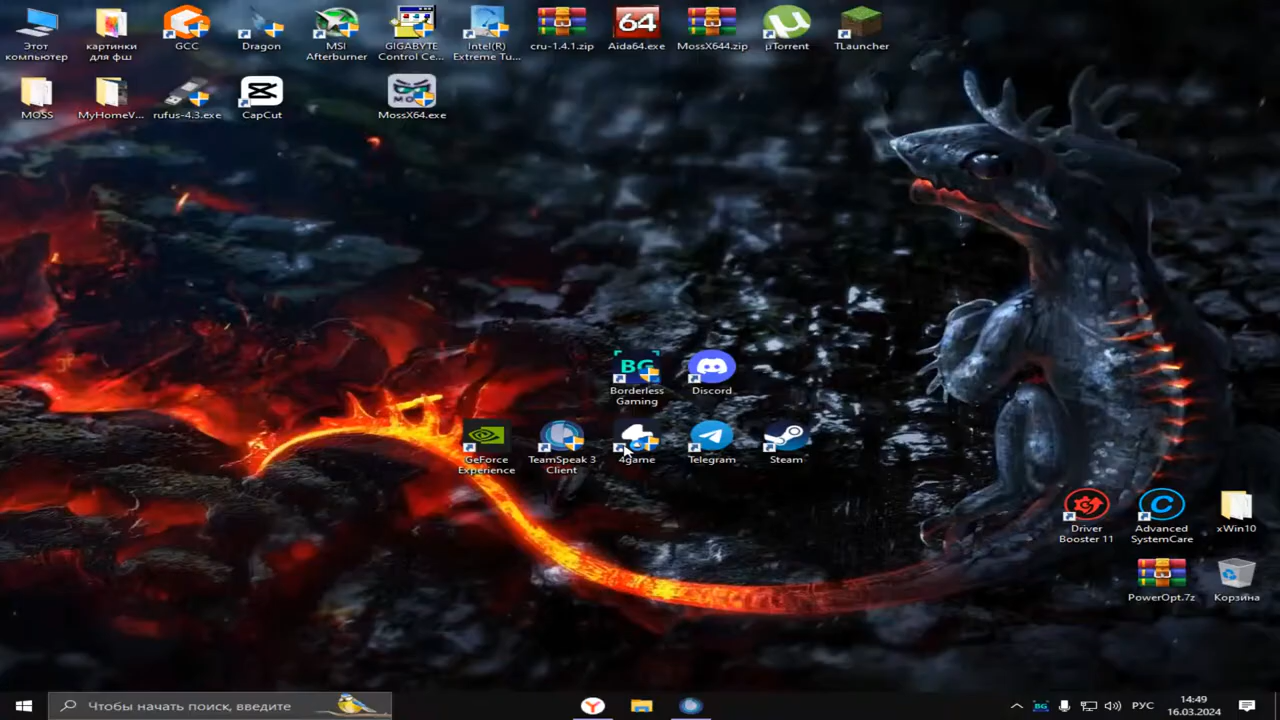 Этот
компьютер
картинки
для фш
GCC
Dragon
MSI
Afterburner
GIGABYTE
Control Ce...
Intel(R)
Extreme Tu...
cru-1.4.1.zip
64
Aida64.exe
MossX644.zip
µTorrent
TLauncher
MOSS
MyHomeV...
rufus-4.3.exe
CapCut
MossX64.exe
BG
Borderless
Gaming
Discord
GeForce
Experience
TeamSpeak 3
Client
4game
Telegram
Steam
Driver
Booster 11
Advanced
SystemCare
xWin10
PowerOpt.7z
Корзина
Чтобы начать поиск, введите
BG
РУС
14:49
16.03.2024